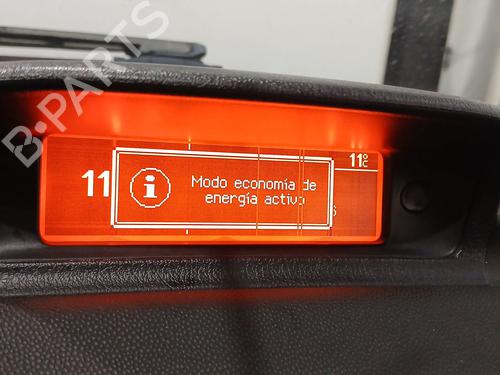 B-PARTS
11
11°C
i
Modo economía de
energía activo